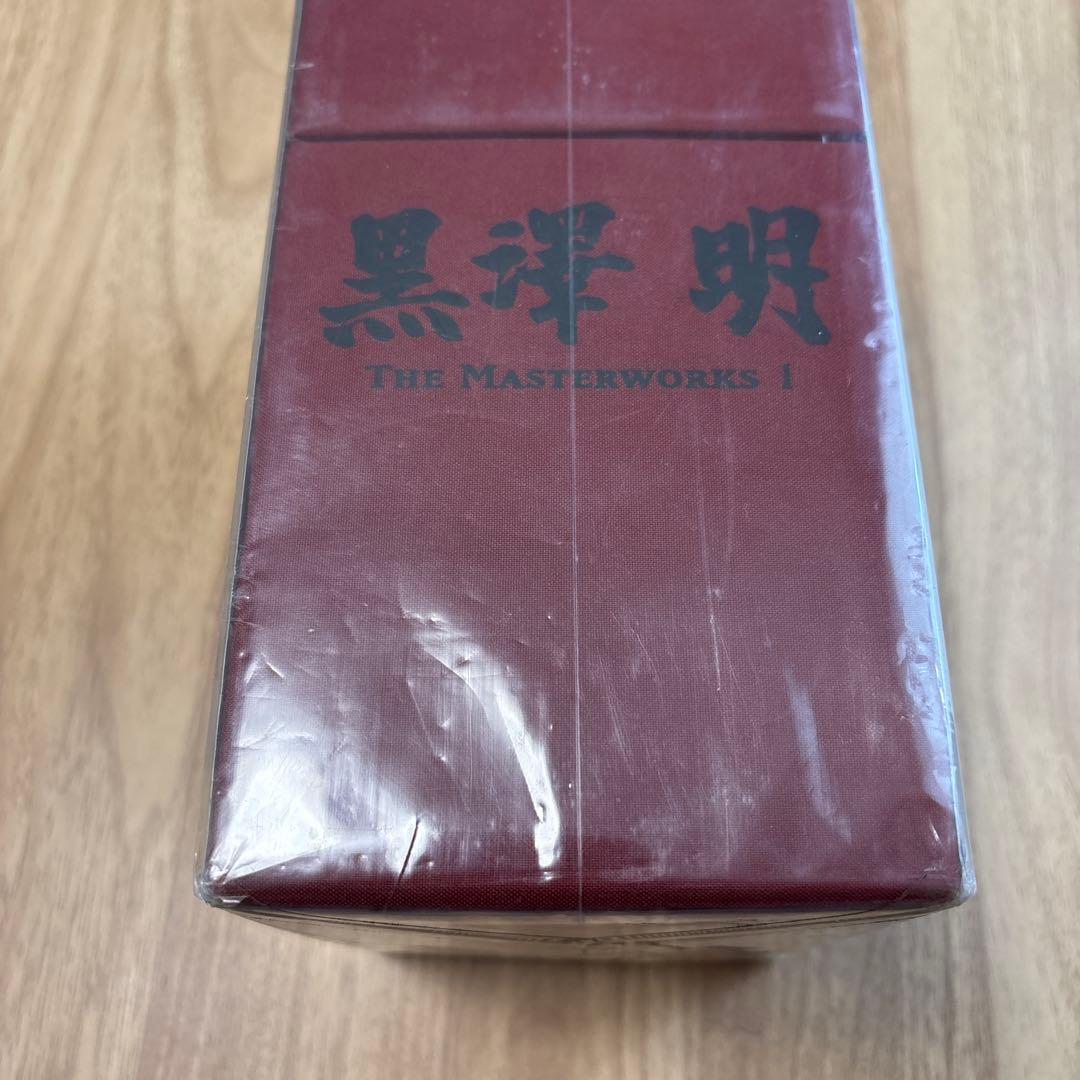 黒澤 明
THE MASTERWORKS 1